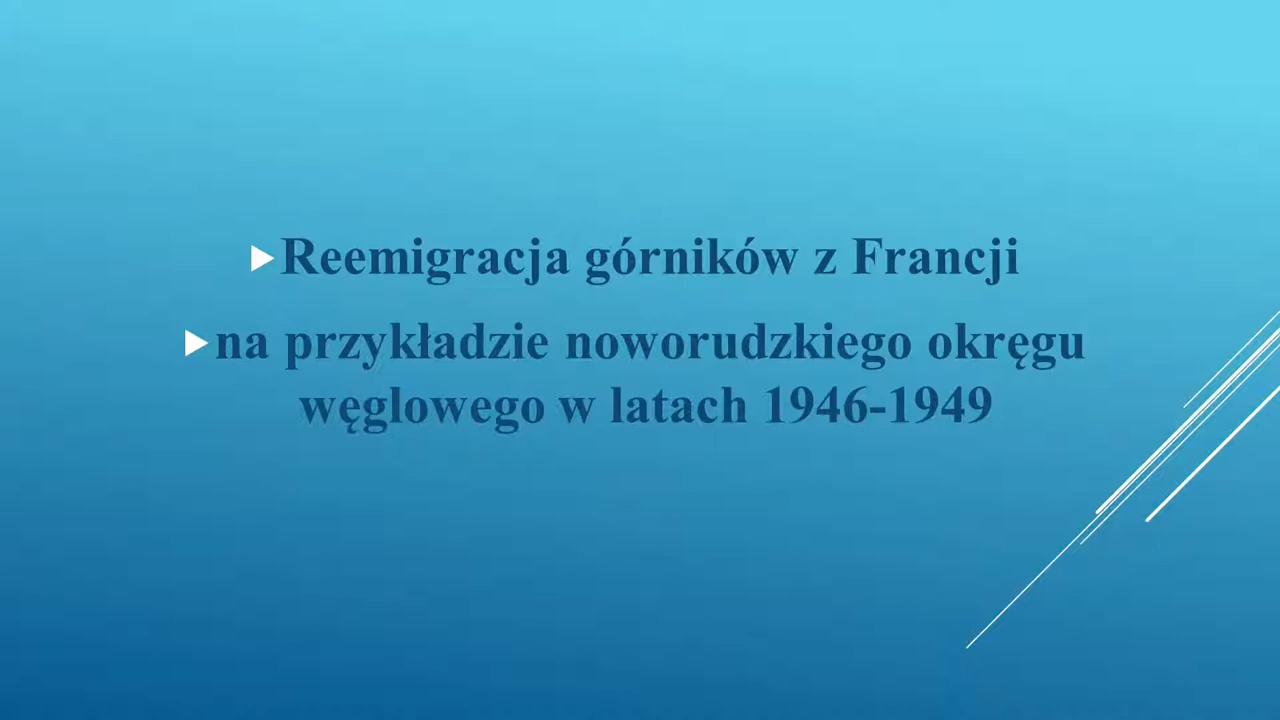 Reemigracja górników z Francji
na przykładzie noworudzkiego okręgu
węglowego w latach 1946-1949